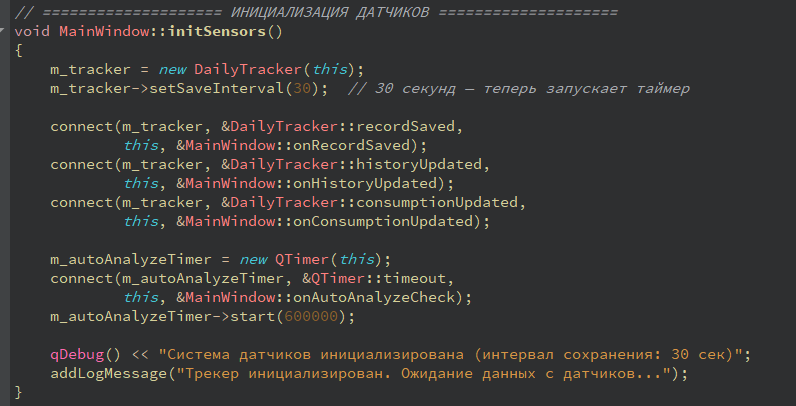 // ==================== ИНИЦИАЛИЗАЦИЯ ДАТЧИКОВ ====================
void MainWindow::initSensors()
{
    m_tracker = new DailyTracker(this);
    m_tracker->setSaveInterval(30);  // 30 секунд — теперь запускает таймер

    connect(m_tracker, &DailyTracker::recordSaved,
            this, &MainWindow::onRecordSaved);
    connect(m_tracker, &DailyTracker::historyUpdated,
            this, &MainWindow::onHistoryUpdated);
    connect(m_tracker, &DailyTracker::consumptionUpdated,
            this, &MainWindow::onConsumptionUpdated);

    m_autoAnalyzeTimer = new QTimer(this);
    connect(m_autoAnalyzeTimer, &QTimer::timeout,
            this, &MainWindow::onAutoAnalyzeCheck);
    m_autoAnalyzeTimer->start(600000);

    qDebug() << "Система датчиков инициализирована (интервал сохранения: 30 сек)";
    addLogMessage("Трекер инициализирован. Ожидание данных с датчиков...");
}